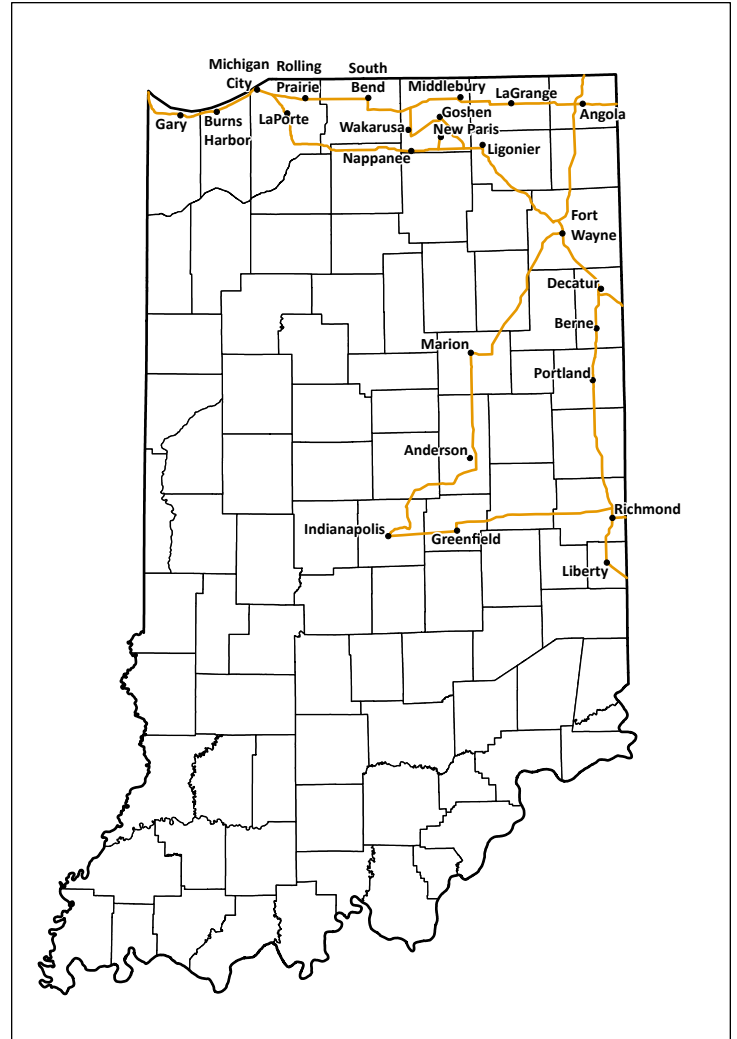 Michigan
City
Rolling
Prairie
South
Bend
Middlebury
LaGrange
Angola
Gary
Burns
Harbor
LaPorte
Wakarusa
Goshen
New Paris
Nappanee
Ligonier
Fort
Wayne
Decatur
Berne
Marion
Portland
Anderson
Indianapolis
Greenfield
Richmond
Liberty